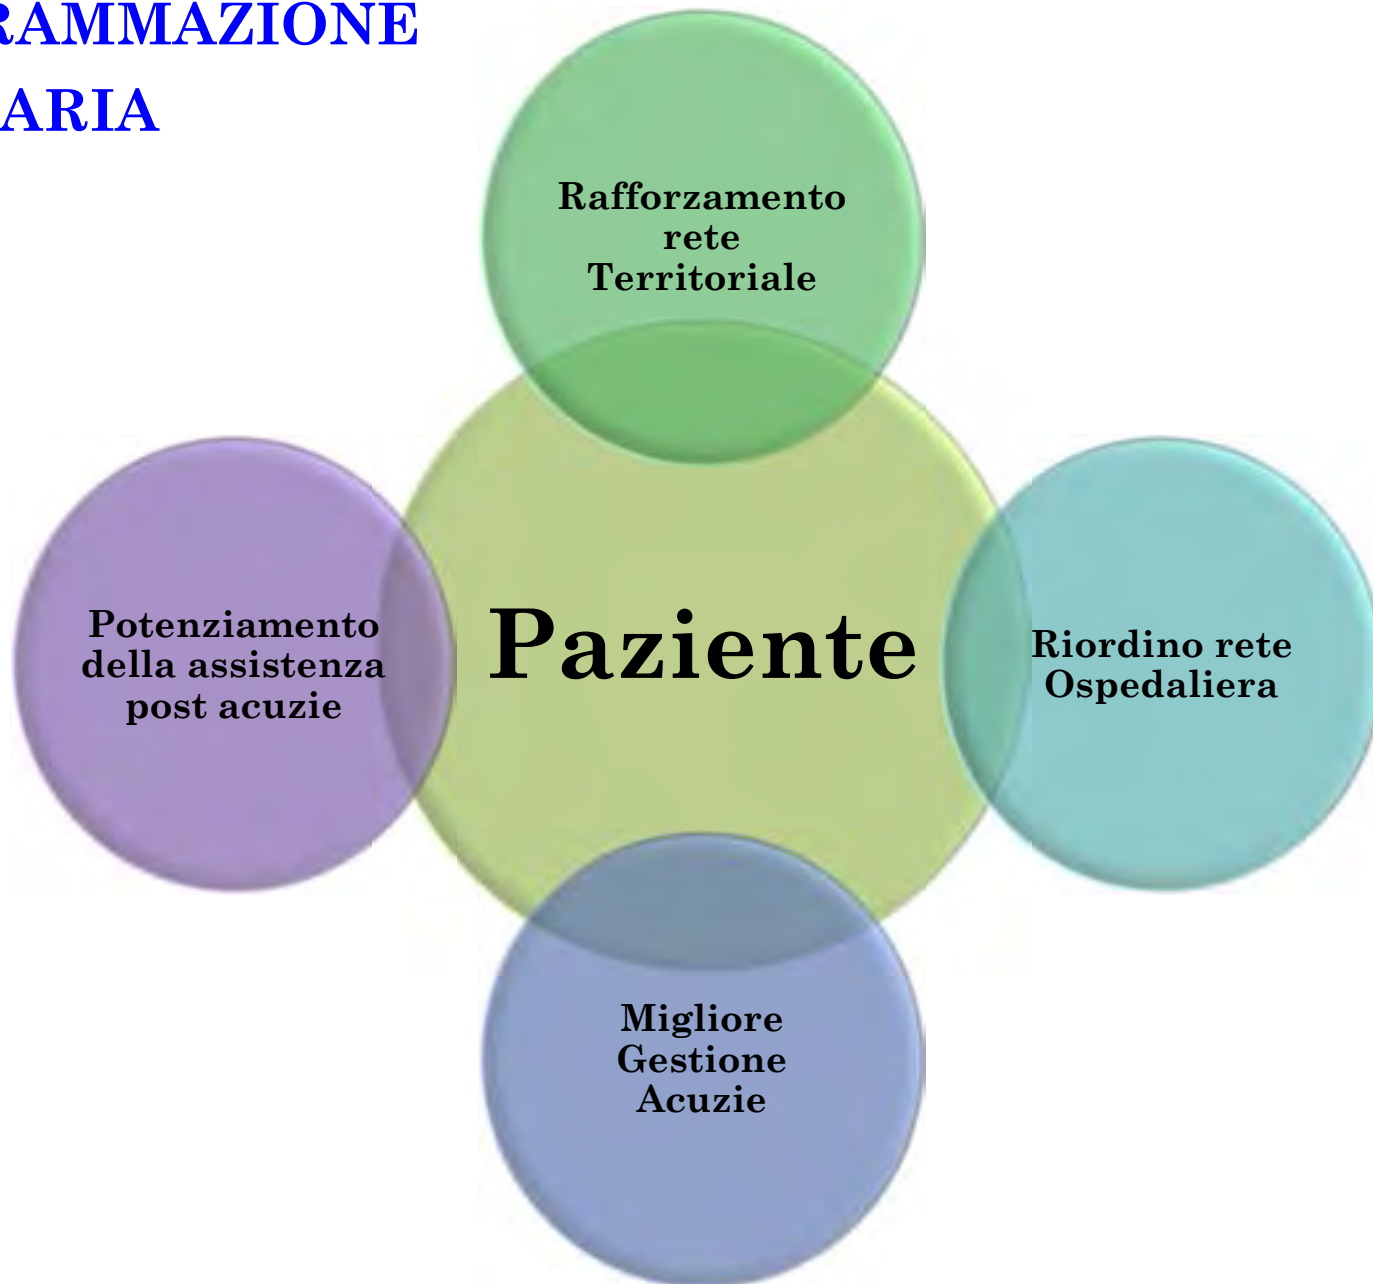 RAMMAZIONE
ARIA
Rafforzamento
rete
Territoriale
Potenziamento
della assistenza
post acuzie
Paziente
Riordino rete
Ospedaliera
Migliore
Gestione
Acuzie